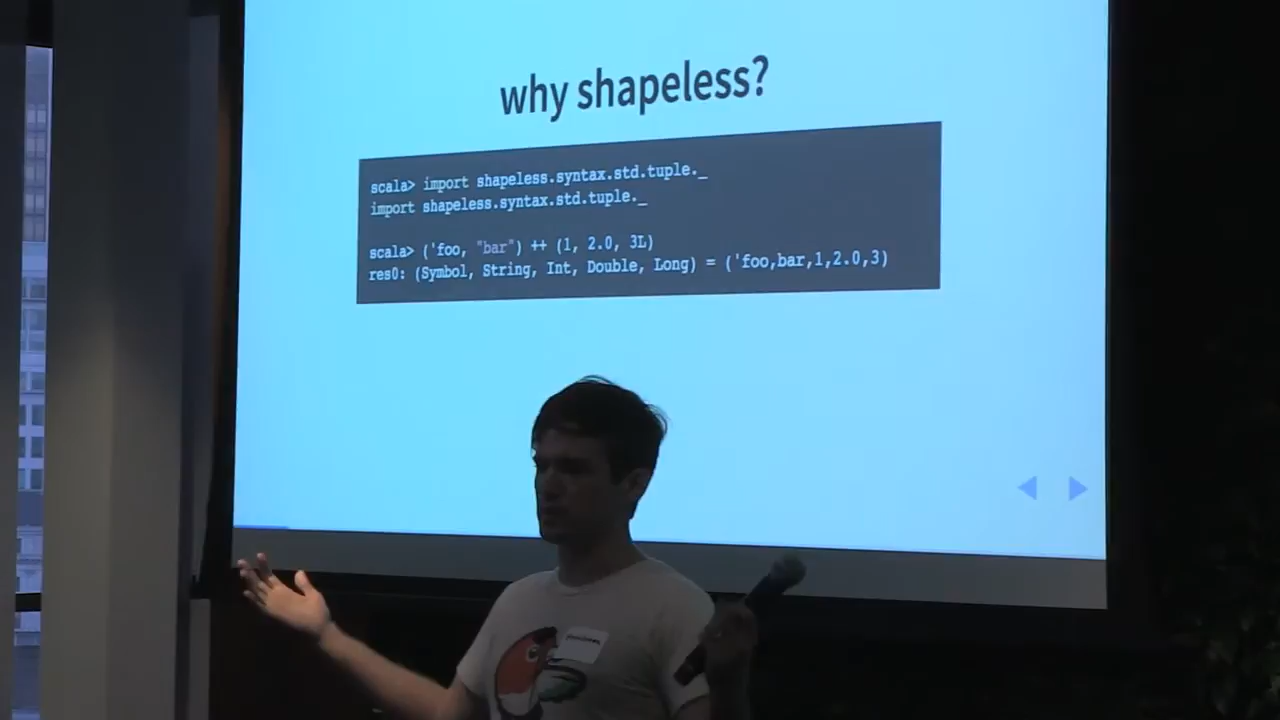 why shapeless?
scala> import shapeless.syntax.std.tuple._
import shapeless.syntax.std.tuple._
scala> ('foo, "bar") ++ (1, 2.0, 3L)
res0: (Symbol, String, Int, Double, Long) = ('foo,bar,1,2.0,3)